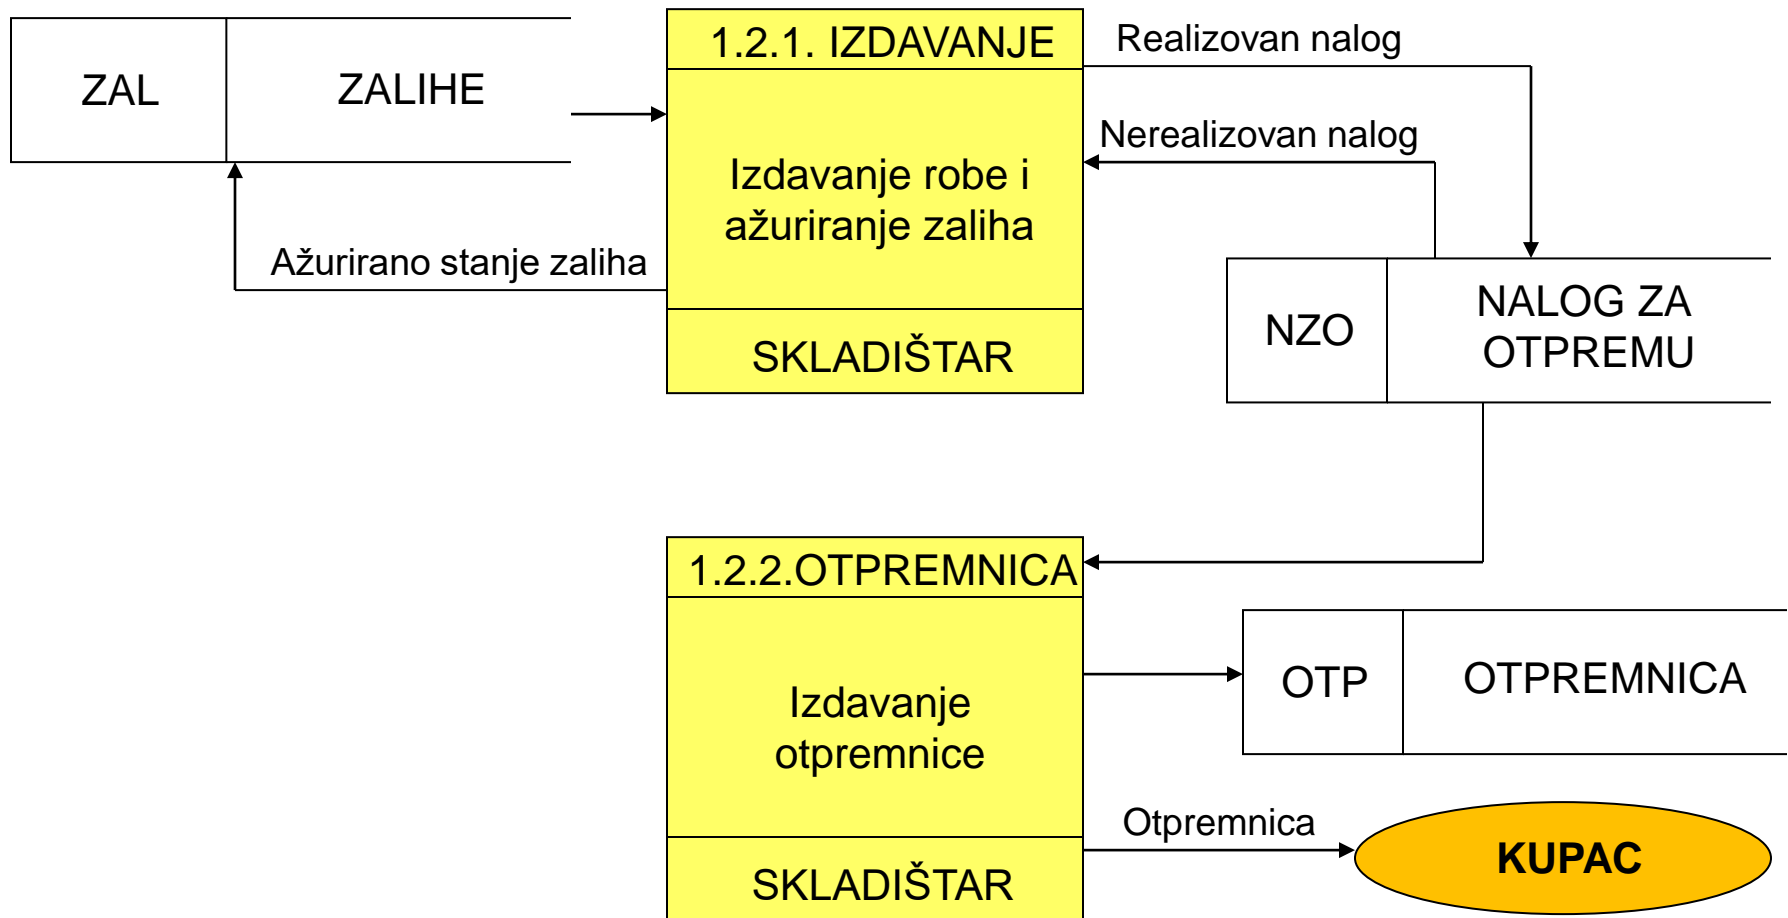 ZAL
ZALIHE
1.2.1. IZDAVANJE
Realizovan nalog
Nerealizovan nalog
Izdavanje robe i
ažuriranje zaliha
Ažurirano stanje zaliha
SKLADIŠTAR
NZO
NALOG ZA
OTPREMU
1.2.2.OTPREMNICA
Izdavanje
otpremnice
OTP
OTPREMNICA
Otpremnica
KUPAC
SKLADIŠTAR